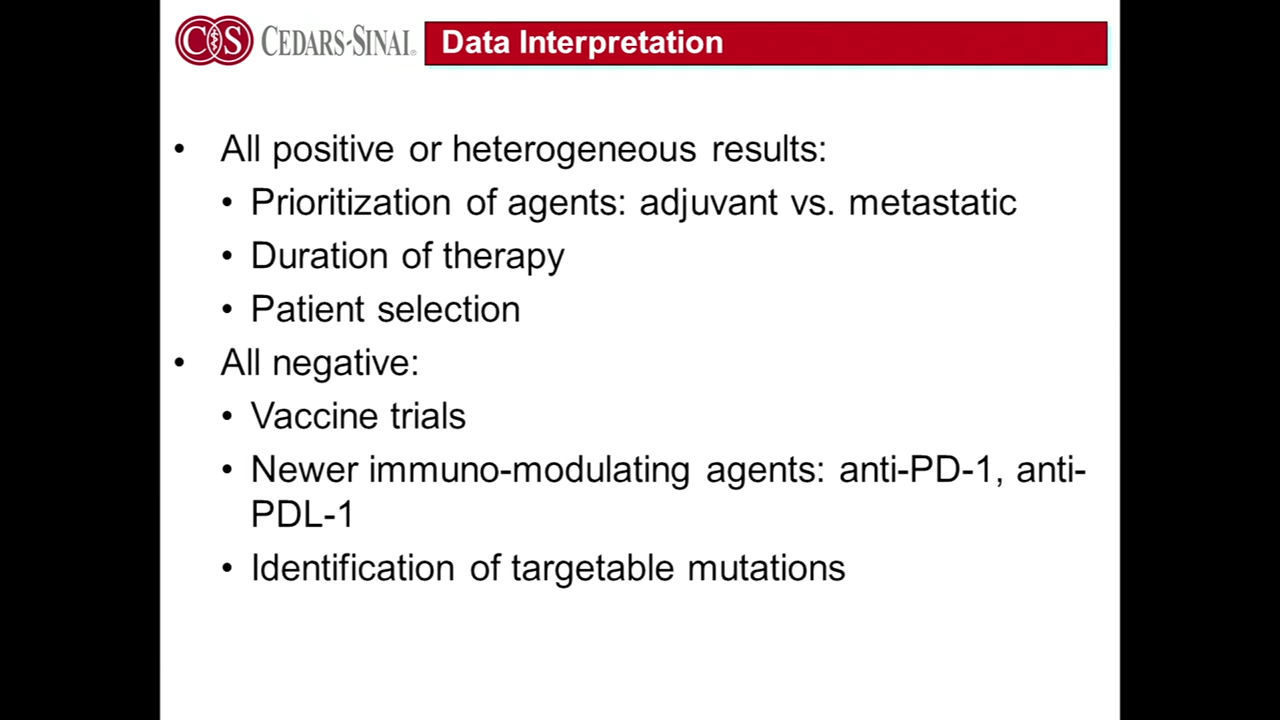 CS CEDARS-SINAI® Data Interpretation
• All positive or heterogeneous results:
• Prioritization of agents: adjuvant vs. metastatic
• Duration of therapy
• Patient selection
• All negative:
• Vaccine trials
• Newer immuno-modulating agents: anti-PD-1, anti-
PDL-1
• Identification of targetable mutations